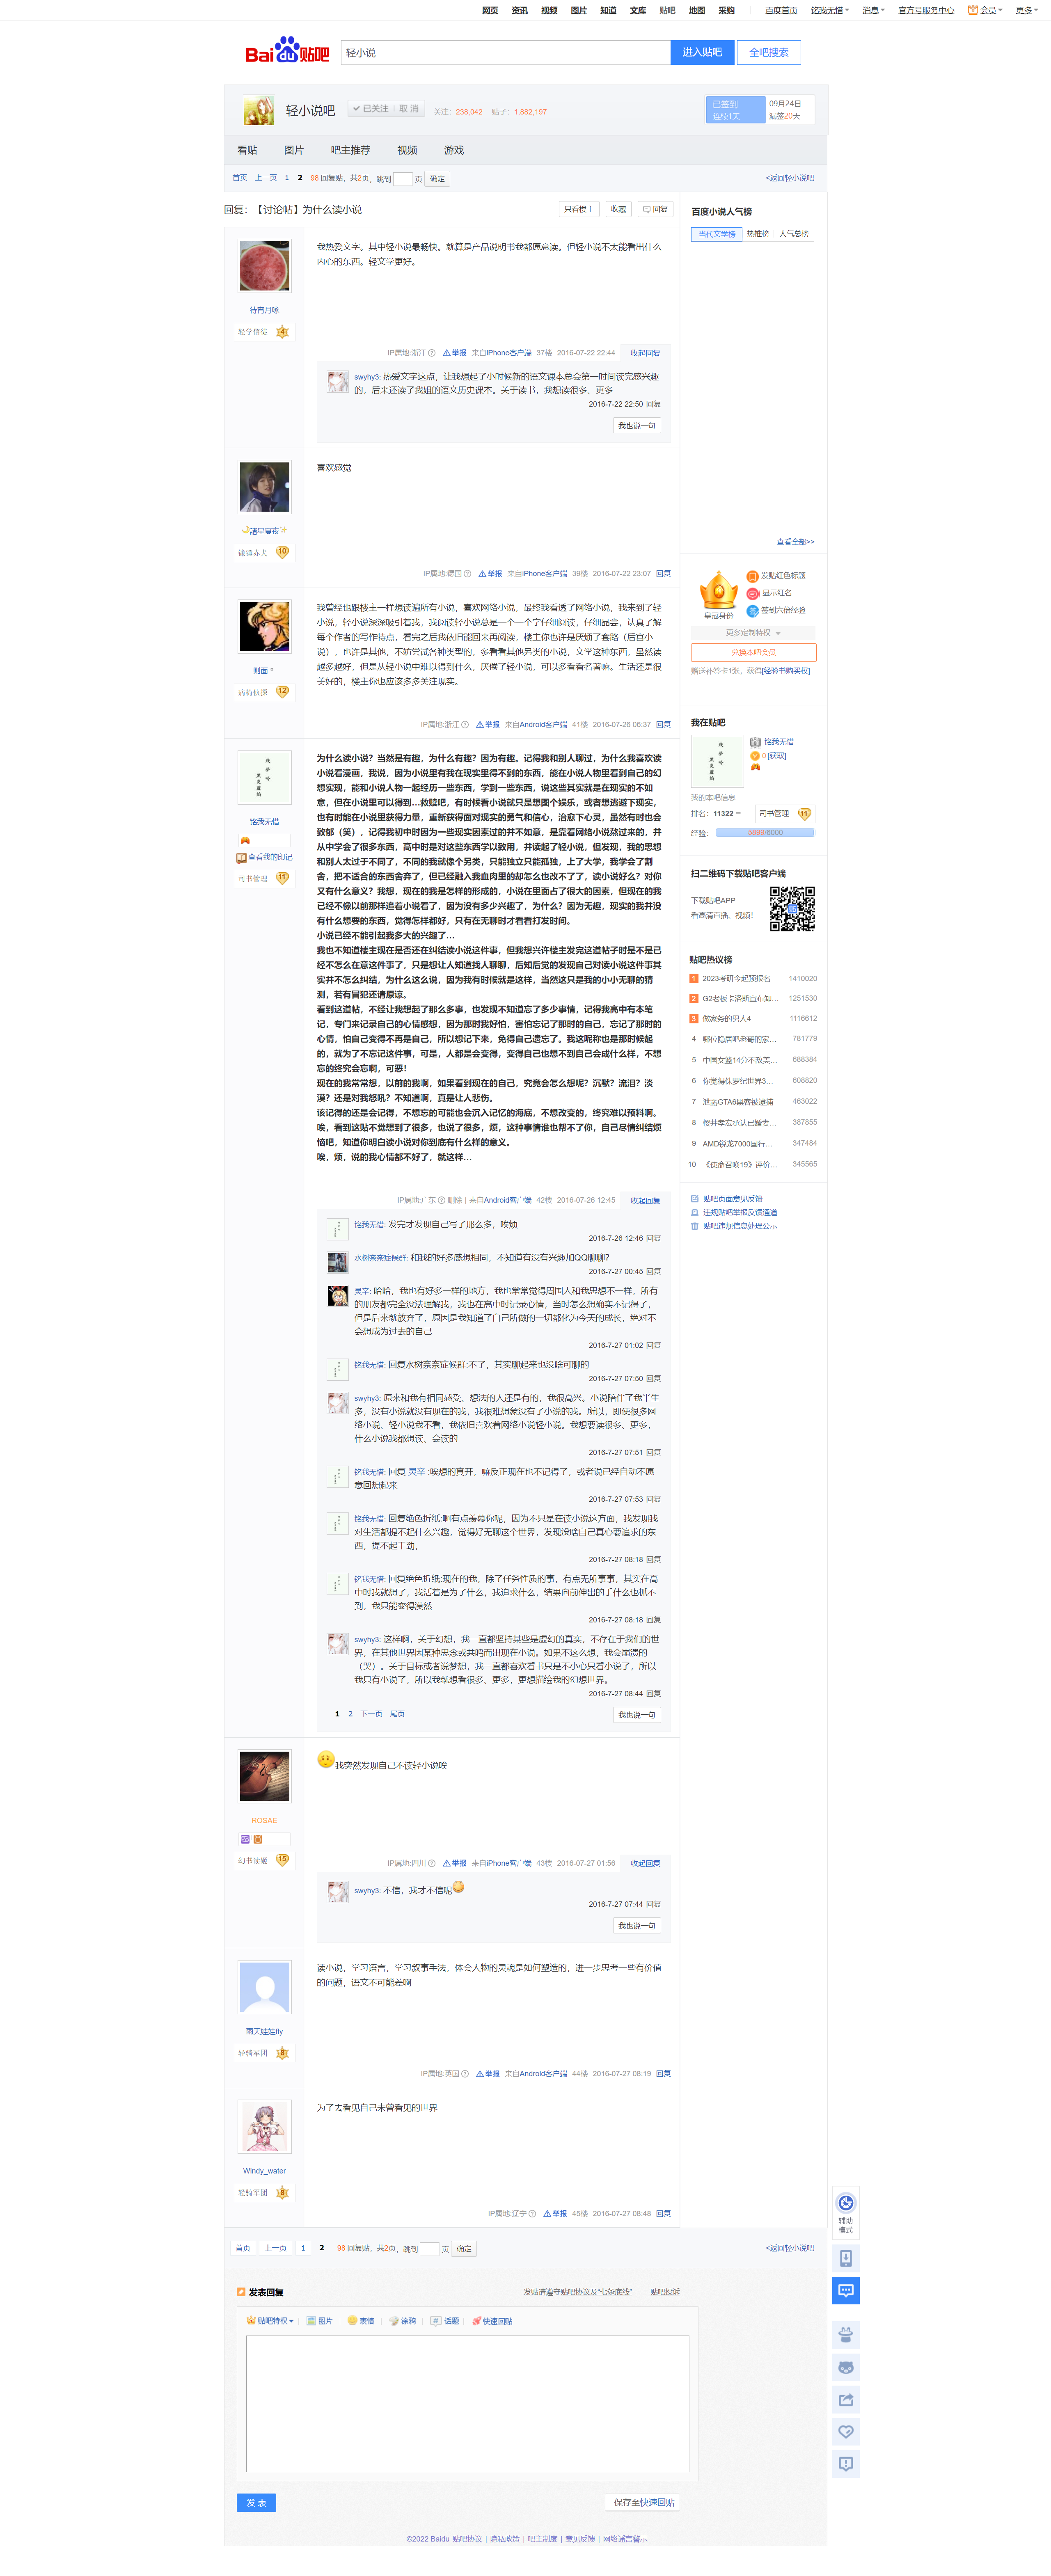 网页 资讯 视频 图片 知道 文库 贴吧 地图 采购 百度首页 铭我无惜 消息 官方号服务中心 会员 更多
Bai du 贴吧 轻小说 进入贴吧 全吧搜索
轻小说吧 已关注 | 取消 关注: 238,042 贴子: 1,882,197 已签到 连续1天 09月24日 漏签20天
看贴 图片 吧主推荐 视频 游戏
首页 上一页 1 2 98 回复贴，共2页，跳到 页 确定 <返回轻小说吧
回复：【讨论帖】为什么读小说 只看楼主 收藏 回复
我热爱文字。其中轻小说最畅快。就算是产品说明书我都愿意读。但轻小说不太能看出什么
内心的东西。轻文学更好。
待宵月咏
轻学信徒 4
IP属地:浙江 举报 来自iPhone客户端 37楼 2016-07-22 22:44 收起回复
swyhy3: 热爱文字这点，让我想起了小时候新的语文课本总会第一时间读完感兴趣
的，后来还读了我姐的语文历史课本。关于读书，我想读很多、更多
2016-7-22 22:50 回复
我也说一句
喜欢感觉
諸星夏夜
镰锤赤犬 10
IP属地:德国 举报 来自iPhone客户端 39楼 2016-07-22 23:07 回复
我曾经也跟楼主一样想读遍所有小说，喜欢网络小说，最终我看透了网络小说，我来到了轻
小说，轻小说深深吸引着我，我阅读轻小说总是一个一个字仔细阅读，仔细品尝，认真了解
每个作者的写作特点，看完之后我依旧能回来再阅读，楼主你也许是厌烦了套路（后宫小
说），也许是其他，不妨尝试各种类型的，多看看其他另类的小说，文学这种东西，虽然读
越多越好，但是从轻小说中难以得到什么，厌倦了轻小说，可以多看看名著嘛。生活还是很
美好的，楼主你也应该多多关注现实。
则面
病椅侦探 12
IP属地:浙江 举报 来自Android客户端 41楼 2016-07-26 06:37 回复
为什么读小说？当然是有趣，为什么有趣？因为有趣。记得我和别人聊过，为什么我喜欢读
小说看漫画，我说，因为小说里有我在现实里得不到的东西，能在小说人物里看到自己的幻
想实现，能和小说人物一起经历一些东西，学到一些东西，说这些其实就是在现实的不如
意，但在小说里可以得到…救赎吧，有时候看小说就只是想图个娱乐，或者想逃避下现实，
也有时能在小说里获得力量，重新获得面对现实的勇气和信心，治愈下心灵，虽然有时也会
致郁（笑），记得我初中时因为一些现实因素过的并不如意，是靠看网络小说熬过来的，并
从中学会了很多东西，高中时是对这些东西学以致用，并读起了轻小说，但发现，我的思想
和别人太过于不同了，不同的我就像个另类，只能独立只能孤独，上了大学，我学会了割
舍，把不适合的东西舍弃了，但已经融入我血肉里的却怎么也改不了了，读小说好么？对你
又有什么意义？我想，现在的我是怎样的形成的，小说在里面占了很大的因素，但现在的我
已经不像以前那样追着小说看了，因为没有多少兴趣了，为什么？因为无趣，现实的我并没
有什么想要的东西，觉得怎样都好，只有在无聊时才看看打发时间。
小说已经不能引起我多大的兴趣了…
我也不知道楼主现在是否还在纠结读小说这件事，但我想兴许楼主发完这道帖子时是不是已
经不怎么在意这件事了，只是想让人知道找人聊聊，后知后觉的发现自己对读小说这件事其
实并不怎么纠结，为什么这么说，因为我有时候就是这样，当然这只是我的小小无聊的猜
测，若有冒犯还请原谅。
看到这道帖，不经让我想起了那么多事，也发现不知道忘了多少事情了，记得我高中有本笔
记，专门来记录自己的心情感想，因为那时我好怕，害怕忘记了那时的自己，忘记了那时的
心情，怕自己变得不再是自己，所以想记下来，免得自己遗忘了。我这呢称也是那时候起
的，就为了不忘记这件事，可是，人都是会变得，变得自己也想不到自己会成什么样，不想
忘的终究会忘啊，可恶！
现在的我常常想，以前的我啊，如果看到现在的自己，究竟会怎么想呢？沉默？流泪？淡
漠？还是对我怒吼？不知道啊，真是让人悲伤。
该记得的还是会记得，不想忘的可能也会沉入记忆的海底，不想改变的，终究难以预料啊。
唉，看到这贴不觉想到了很多，也说了很多，烦，这种事情谁也帮不了你，自己尽情纠结烦
恼吧，知道你明白读小说对你到底有什么样的意义。
唉，烦，说的我心情都不好了，就这样…
铭我无惜
查看我的印记
司书管理 11
IP属地:广东 删除 | 来自Android客户端 42楼 2016-07-26 12:45 收起回复
铭我无惜: 发完才发现自己写了那么多，唉烦
2016-7-26 12:46 回复
水树奈奈症候群: 和我的好多感想相同，不知道有没有兴趣加QQ聊聊？
2016-7-27 00:45 回复
灵辛: 哈哈，我也有好多一样的地方，我也常常觉得周围人和我思想不一样，所有
的朋友都完全没法理解我，我也在高中时记录心情，当时怎么想确实不记得了，
但是后来就放弃了，原因是我知道了自己所做的一切都化为今天的成长，绝对不
会想成为过去的自己
2016-7-27 01:02 回复
铭我无惜: 回复水树奈奈症候群:不了，其实聊起来也没啥可聊的
2016-7-27 07:50 回复
swyhy3: 原来和我有相同感受、想法的人还是有的，我很高兴。小说陪伴了我半生
多，没有小说就没有现在的我，我很难想象没有了小说的我。所以，即使很多网
络小说、轻小说我不看，我依旧喜欢着网络小说轻小说。我想要读很多、更多，
什么小说我都想读、会读的
2016-7-27 07:51 回复
铭我无惜: 回复 灵辛 :唉想的真开，嘛反正现在也不记得了，或者说已经自动不愿
意回想起来
2016-7-27 07:53 回复
铭我无惜: 回复绝色折纸:啊有点羡慕你呢，因为不只是在读小说这方面，我发现我
对生活都提不起什么兴趣，觉得好无聊这个世界，发现没啥自己真心要追求的东
西，提不起干劲，
2016-7-27 08:18 回复
铭我无惜: 回复绝色折纸:现在的我，除了任务性质的事，有点无所事事，其实在高
中时我就想了，我活着是为了什么，我追求什么，结果向前伸出的手什么也抓不
到，我只能变得漠然
2016-7-27 08:18 回复
swyhy3: 这样啊，关于幻想，我一直都坚持某些是虚幻的真实，不存在于我们的世
界，在其他世界因某种思念或共鸣而出现在小说。如果不这么想，我会崩溃的
（哭）。关于目标或者说梦想，我一直都喜欢看书只是不小心只看小说了，所以
我只有小说了，所以我就想看很多、更多，更想描绘我的幻想世界。
2016-7-27 08:44 回复
1 2 下一页 尾页 我也说一句
我突然发现自己不读轻小说唉
ROSAE
幻书读姬 15
IP属地:四川 举报 来自iPhone客户端 43楼 2016-07-27 01:56 收起回复
swyhy3: 不信，我才不信呢
2016-7-27 07:44 回复
我也说一句
读小说，学习语言，学习叙事手法，体会人物的灵魂是如何塑造的，进一步思考一些有价值
的问题，语文不可能差啊
雨天娃娃fly
轻骑军团 8
IP属地:英国 举报 来自Android客户端 44楼 2016-07-27 08:19 回复
为了去看见自己未曾看见的世界
Windy_water
轻骑军团 8
IP属地:辽宁 举报 45楼 2016-07-27 08:48 回复
首页 上一页 1 2 98 回复贴，共2页，跳到 页 确定 <返回轻小说吧
百度小说人气榜
当代文学榜 热推榜 人气总榜
查看全部>>
皇冠身份
发贴红色标题
显示红名
签到六倍经验
更多定制特权
兑换本吧会员
赠送补签卡1张，获得[经验书购买权]
我在贴吧
铭我无惜
0 [获取]
我的本吧信息
排名: 11322 司书管理 11
经验: 5899/6000
扫二维码下载贴吧客户端
下载贴吧APP
看高清直播、视频！
贴吧热议榜
1 2023考研今起预报名 1410020
2 G2老板卡洛斯宣布卸... 1251530
3 做家务的男人4 1116612
4 哪位隐居吧老哥的家... 781779
5 中国女篮14分不敌美... 688384
6 你觉得侏罗纪世界3... 608820
7 泄露GTA6黑客被逮捕 463022
8 樱井孝宏承认已婚妻... 387855
9 AMD锐龙7000国行... 347484
10 《使命召唤19》评价... 345565
贴吧页面意见反馈
违规贴吧举报反馈通道
贴吧违规信息处理公示
辅助
模式
发表回复 发贴请遵守贴吧协议及“七条底线” 贴吧投诉
贴吧特权 图片 表情 涂鸦 话题 快速回贴
发 表 保存至快速回贴
©2022 Baidu 贴吧协议 | 隐私政策 | 吧主制度 | 意见反馈 | 网络谣言警示